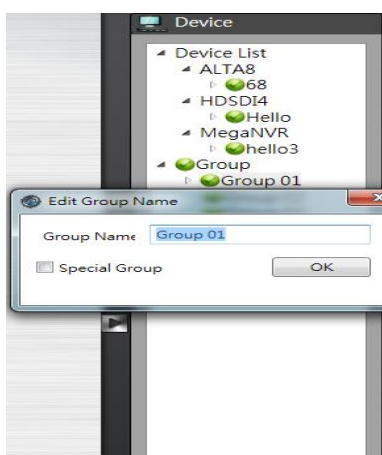 Device
Device List
ALTA8
68
HDSDI4
Hello
MegaNVR
hello3
Group
Group 01
Edit Group Name
Group Name Group 01
Special Group OK